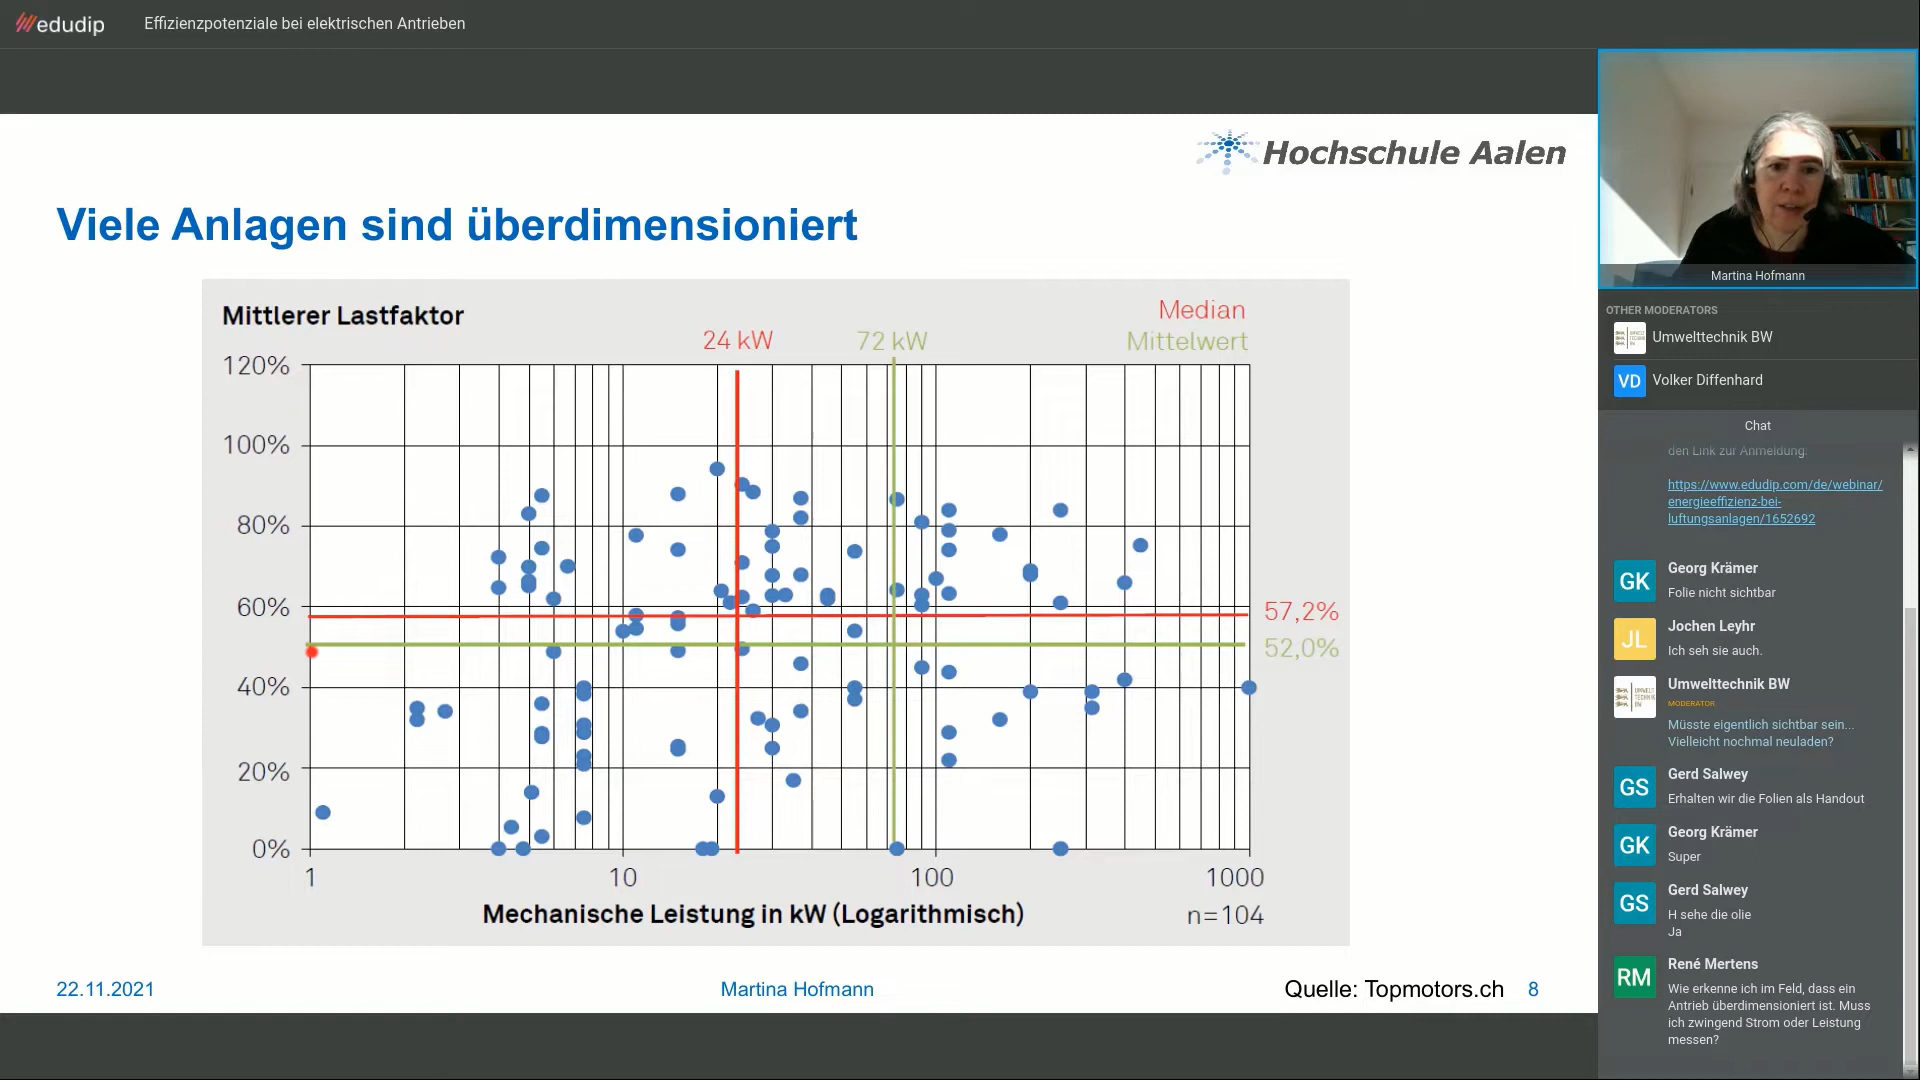 edudip
Effizienzpotenziale bei elektrischen Antrieben
Hochschule Aalen
Viele Anlagen sind überdimensioniert
Mittlerer Lastfaktor
Median
Mittelwert
24 kW
72 kW
120%
100%
80%
60%
40%
20%
0%
57,2%
52,0%
1
10
100
1000
Mechanische Leistung in kW (Logarithmisch)
n=104
22.11.2021
Martina Hofmann
Quelle: Topmotors.ch
8
Martina Hofmann
OTHER MODERATORS
Umwelttechnik BW
VD
Volker Diffenhard
Chat
den Link zur Anmeldung:
https://www.edudip.com/de/webinar/
energieeffizienz-bei-
luftungsanlagen/1652692
GK
Georg Krämer
Folie nicht sichtbar
JL
Jochen Leyhr
Ich seh sie auch.
Umwelttechnik BW
MODERATOR
Müsste eigentlich sichtbar sein...
Vielleicht nochmal neuladen?
GS
Gerd Salwey
Erhalten wir die Folien als Handout
GK
Georg Krämer
Super
GS
Gerd Salwey
H sehe die olie
Ja
RM
René Mertens
Wie erkenne ich im Feld, dass ein
Antrieb überdimensioniert ist. Muss
ich zwingend Strom oder Leistung
messen?